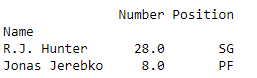 Number Position
Name
R.J. Hunter 28.0 SG
Jonas Jerebko 8.0 PF